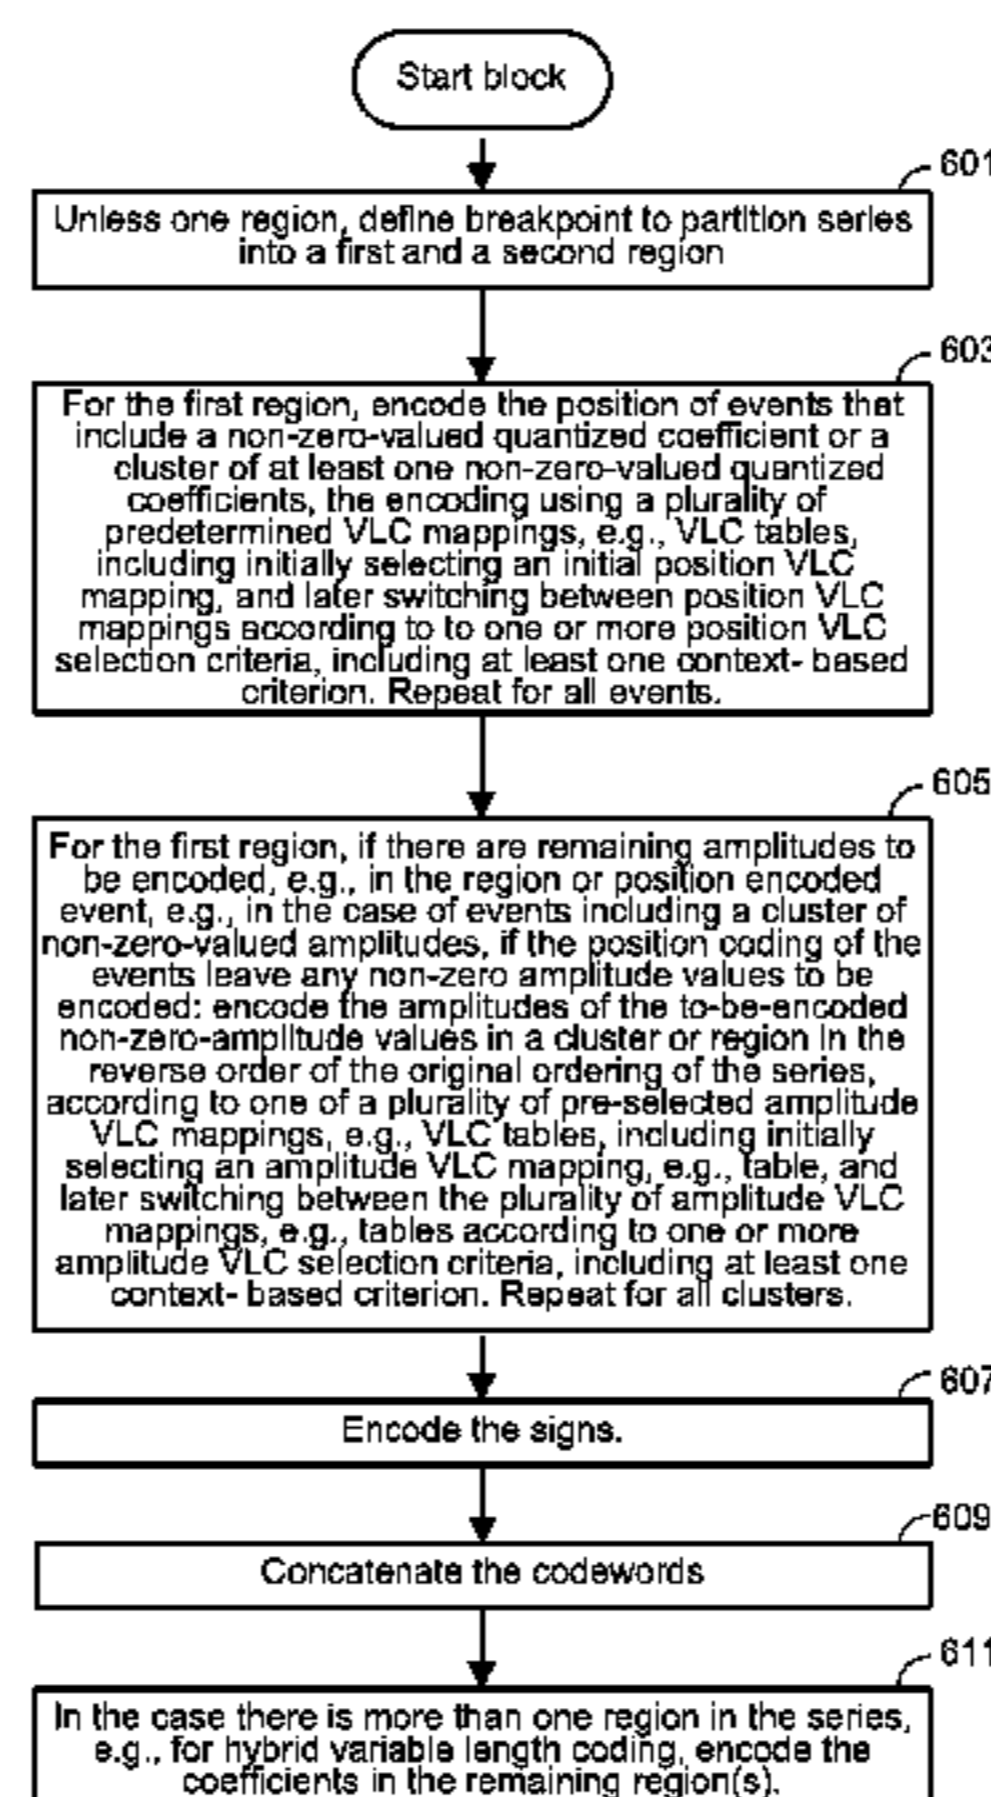 Start block
601
Unless one region, define breakpoint to partition series
into a first and a second region
603
For the first region, encode the position of events that
include a non-zero-valued quantized coefficient or a
cluster of at least one non-zero-valued quantized
coefficients, the encoding using a plurality of
predetermined VLC mappings, e.g., VLC tables,
including initially selecting an initial position VLC
mapping, and later switching between position VLC
mappings according to to one or more position VLC
selection criteria, including at least one context- based
criterion. Repeat for all events.
605
For the first region, if there are remaining amplitudes to
be encoded, e.g., in the region or position encoded
event, e.g., in the case of events including a cluster of
non-zero-valued amplitudes, if the position coding of the
events leave any non-zero amplitude values to be
encoded: encode the amplitudes of the to-be-encoded
non-zero-amplitude values in a cluster or region in the
reverse order of the original ordering of the series,
according to one of a plurality of pre-selected amplitude
VLC mappings, e.g., VLC tables, including initially
selecting an amplitude VLC mapping, e.g., table, and
later switching between the plurality of amplitude VLC
mappings, e.g., tables according to one or more
amplitude VLC selection criteria, including at least one
context- based criterion. Repeat for all clusters.
607
Encode the signs.
609
Concatenate the codewords
611
In the case there is more than one region in the series,
e.g., for hybrid variable length coding, encode the
coefficients in the remaining region(s).